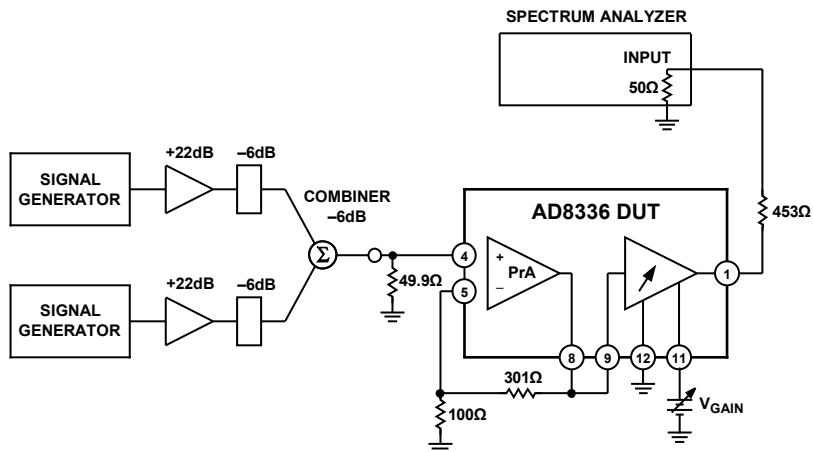 SPECTRUM ANALYZER
INPUT
50Ω
+22dB
–6dB
SIGNAL
GENERATOR
COMBINER
–6dB
Σ
AD8336 DUT
453Ω
4
+
PrA
–
1
49.9Ω
5
+22dB
–6dB
SIGNAL
GENERATOR
8
9
12
11
301Ω
100Ω
VGAIN